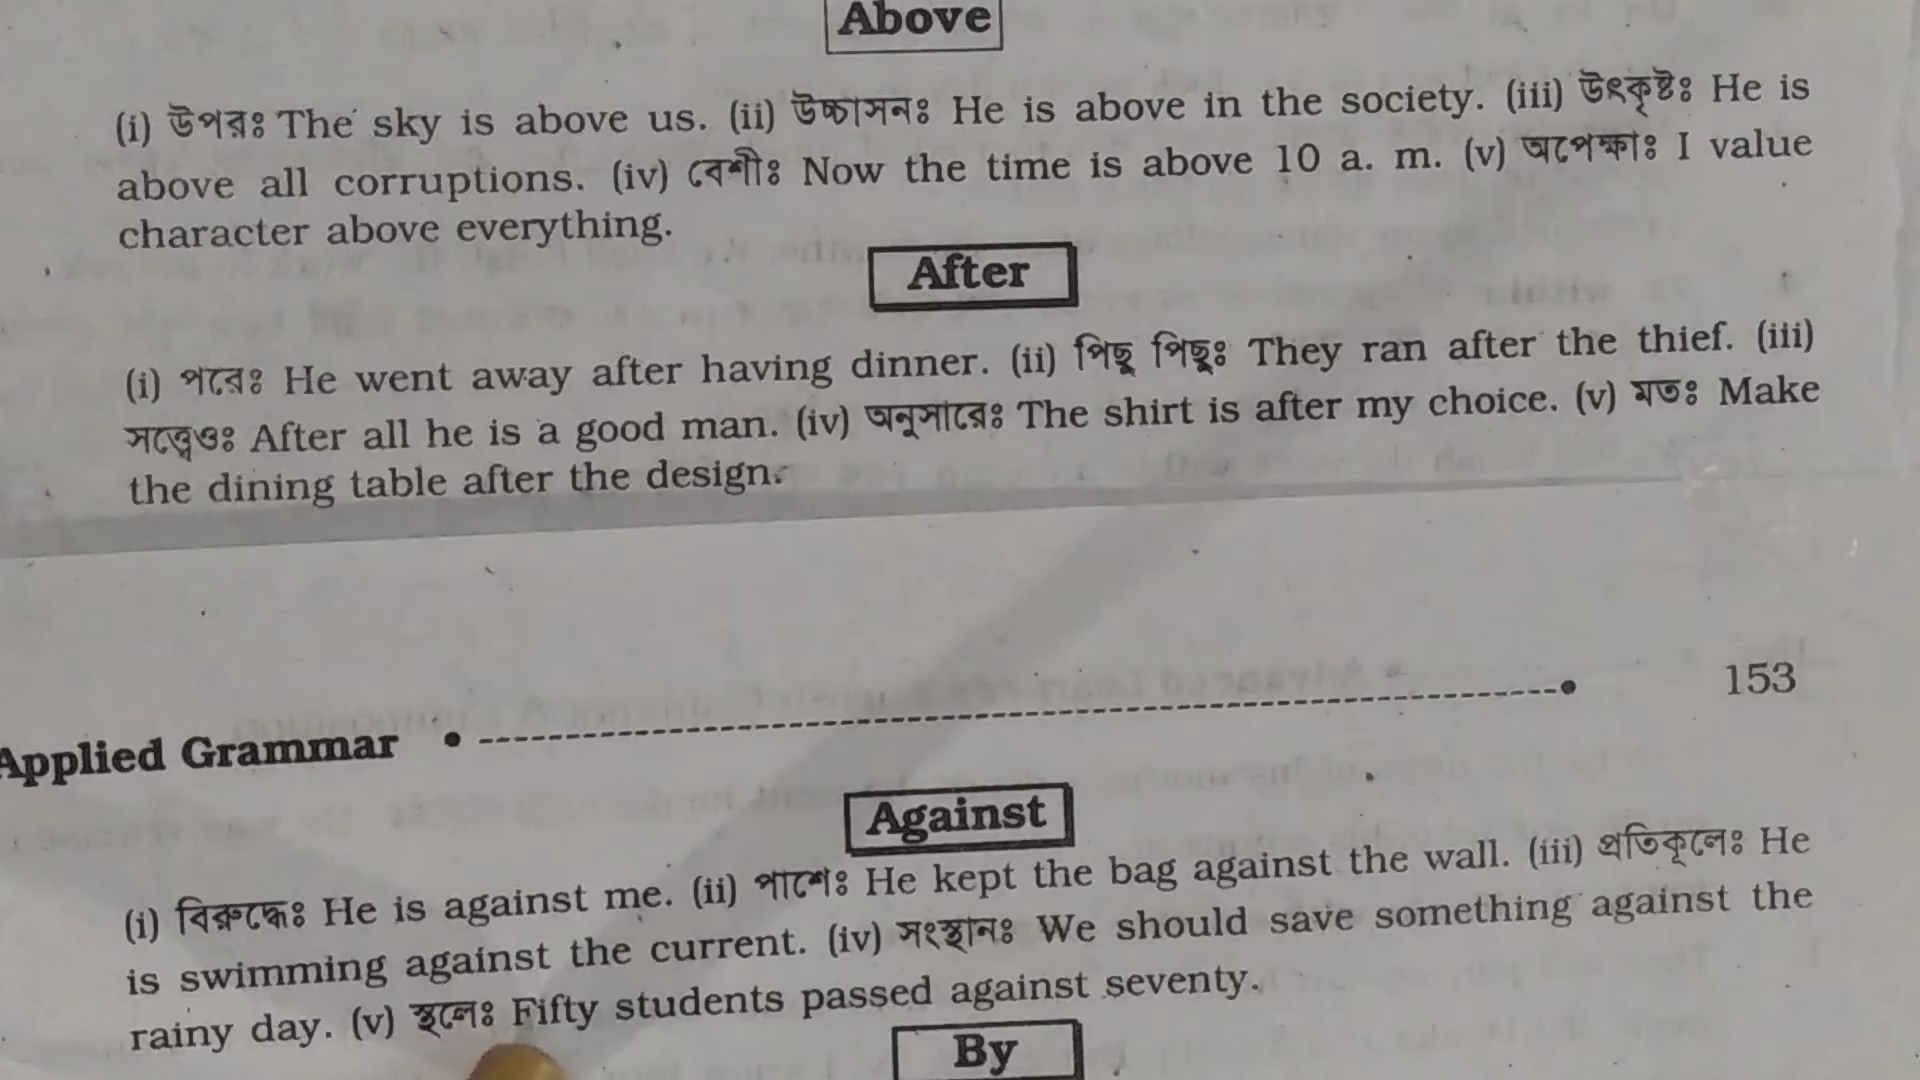 Above
(i) উপরঃ The sky is above us. (ii) উচ্চাসনঃ He is above in the society. (iii) উৎকৃষ্টঃ He is
above all corruptions. (iv) বেশীঃ Now the time is above 10 a. m. (v) অপেক্ষাঃ I value
character above everything.
After
(i) পরেঃ He went away after having dinner. (ii) পিছু পিছুঃ They ran after the thief. (iii)
সত্ত্বেওঃ After all he is a good man. (iv) অনুসারেঃ The shirt is after my choice. (v) মতঃ Make
the dining table after the design.
Applied Grammar • ---------------------------------------------• 153
Against
(i) বিরুদ্ধেঃ He is against me. (ii) পাশেঃ He kept the bag against the wall. (iii) প্রতিকূলেঃ He
is swimming against the current. (iv) সংস্থানঃ We should save something against the
rainy day. (v) স্থলেঃ Fifty students passed against seventy.
By